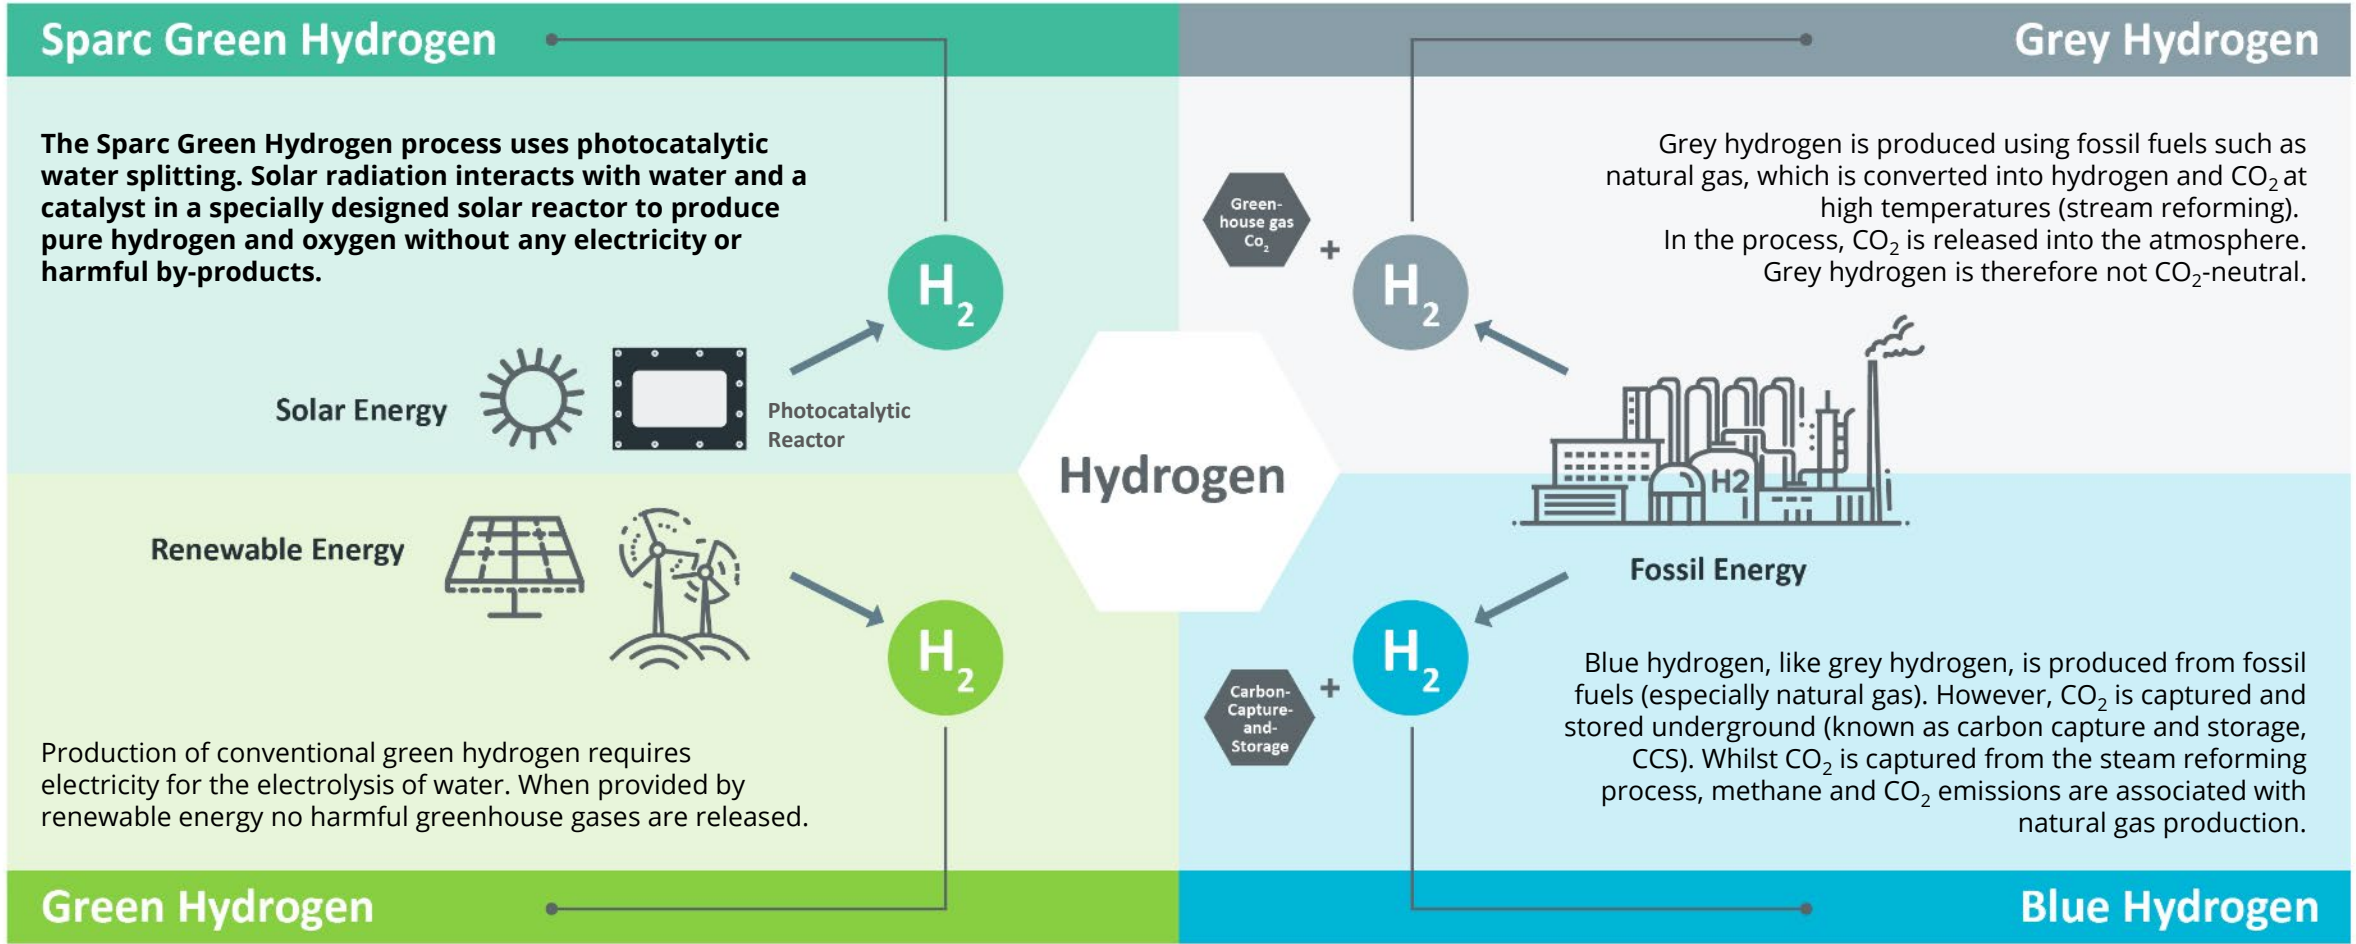 Sparc Green Hydrogen
The Sparc Green Hydrogen process uses photocatalytic
water splitting. Solar radiation interacts with water and a
catalyst in a specially designed solar reactor to produce
pure hydrogen and oxygen without any electricity or
harmful by-products.
H₂
Solar Energy
Photocatalytic
Reactor
Grey Hydrogen
Grey hydrogen is produced using fossil fuels such as
natural gas, which is converted into hydrogen and CO₂ at
high temperatures (stream reforming).
In the process, CO₂ is released into the atmosphere.
Grey hydrogen is therefore not CO₂-neutral.
Green-
house gas
Co₂
+
H₂
Hydrogen
H2
Fossil Energy
Renewable Energy
H₂
Production of conventional green hydrogen requires
electricity for the electrolysis of water. When provided by
renewable energy no harmful greenhouse gases are released.
Green Hydrogen
Carbon-
Capture-
and-
Storage
+
H₂
Blue hydrogen, like grey hydrogen, is produced from fossil
fuels (especially natural gas). However, CO₂ is captured and
stored underground (known as carbon capture and storage,
CCS). Whilst CO₂ is captured from the steam reforming
process, methane and CO₂ emissions are associated with
natural gas production.
Blue Hydrogen